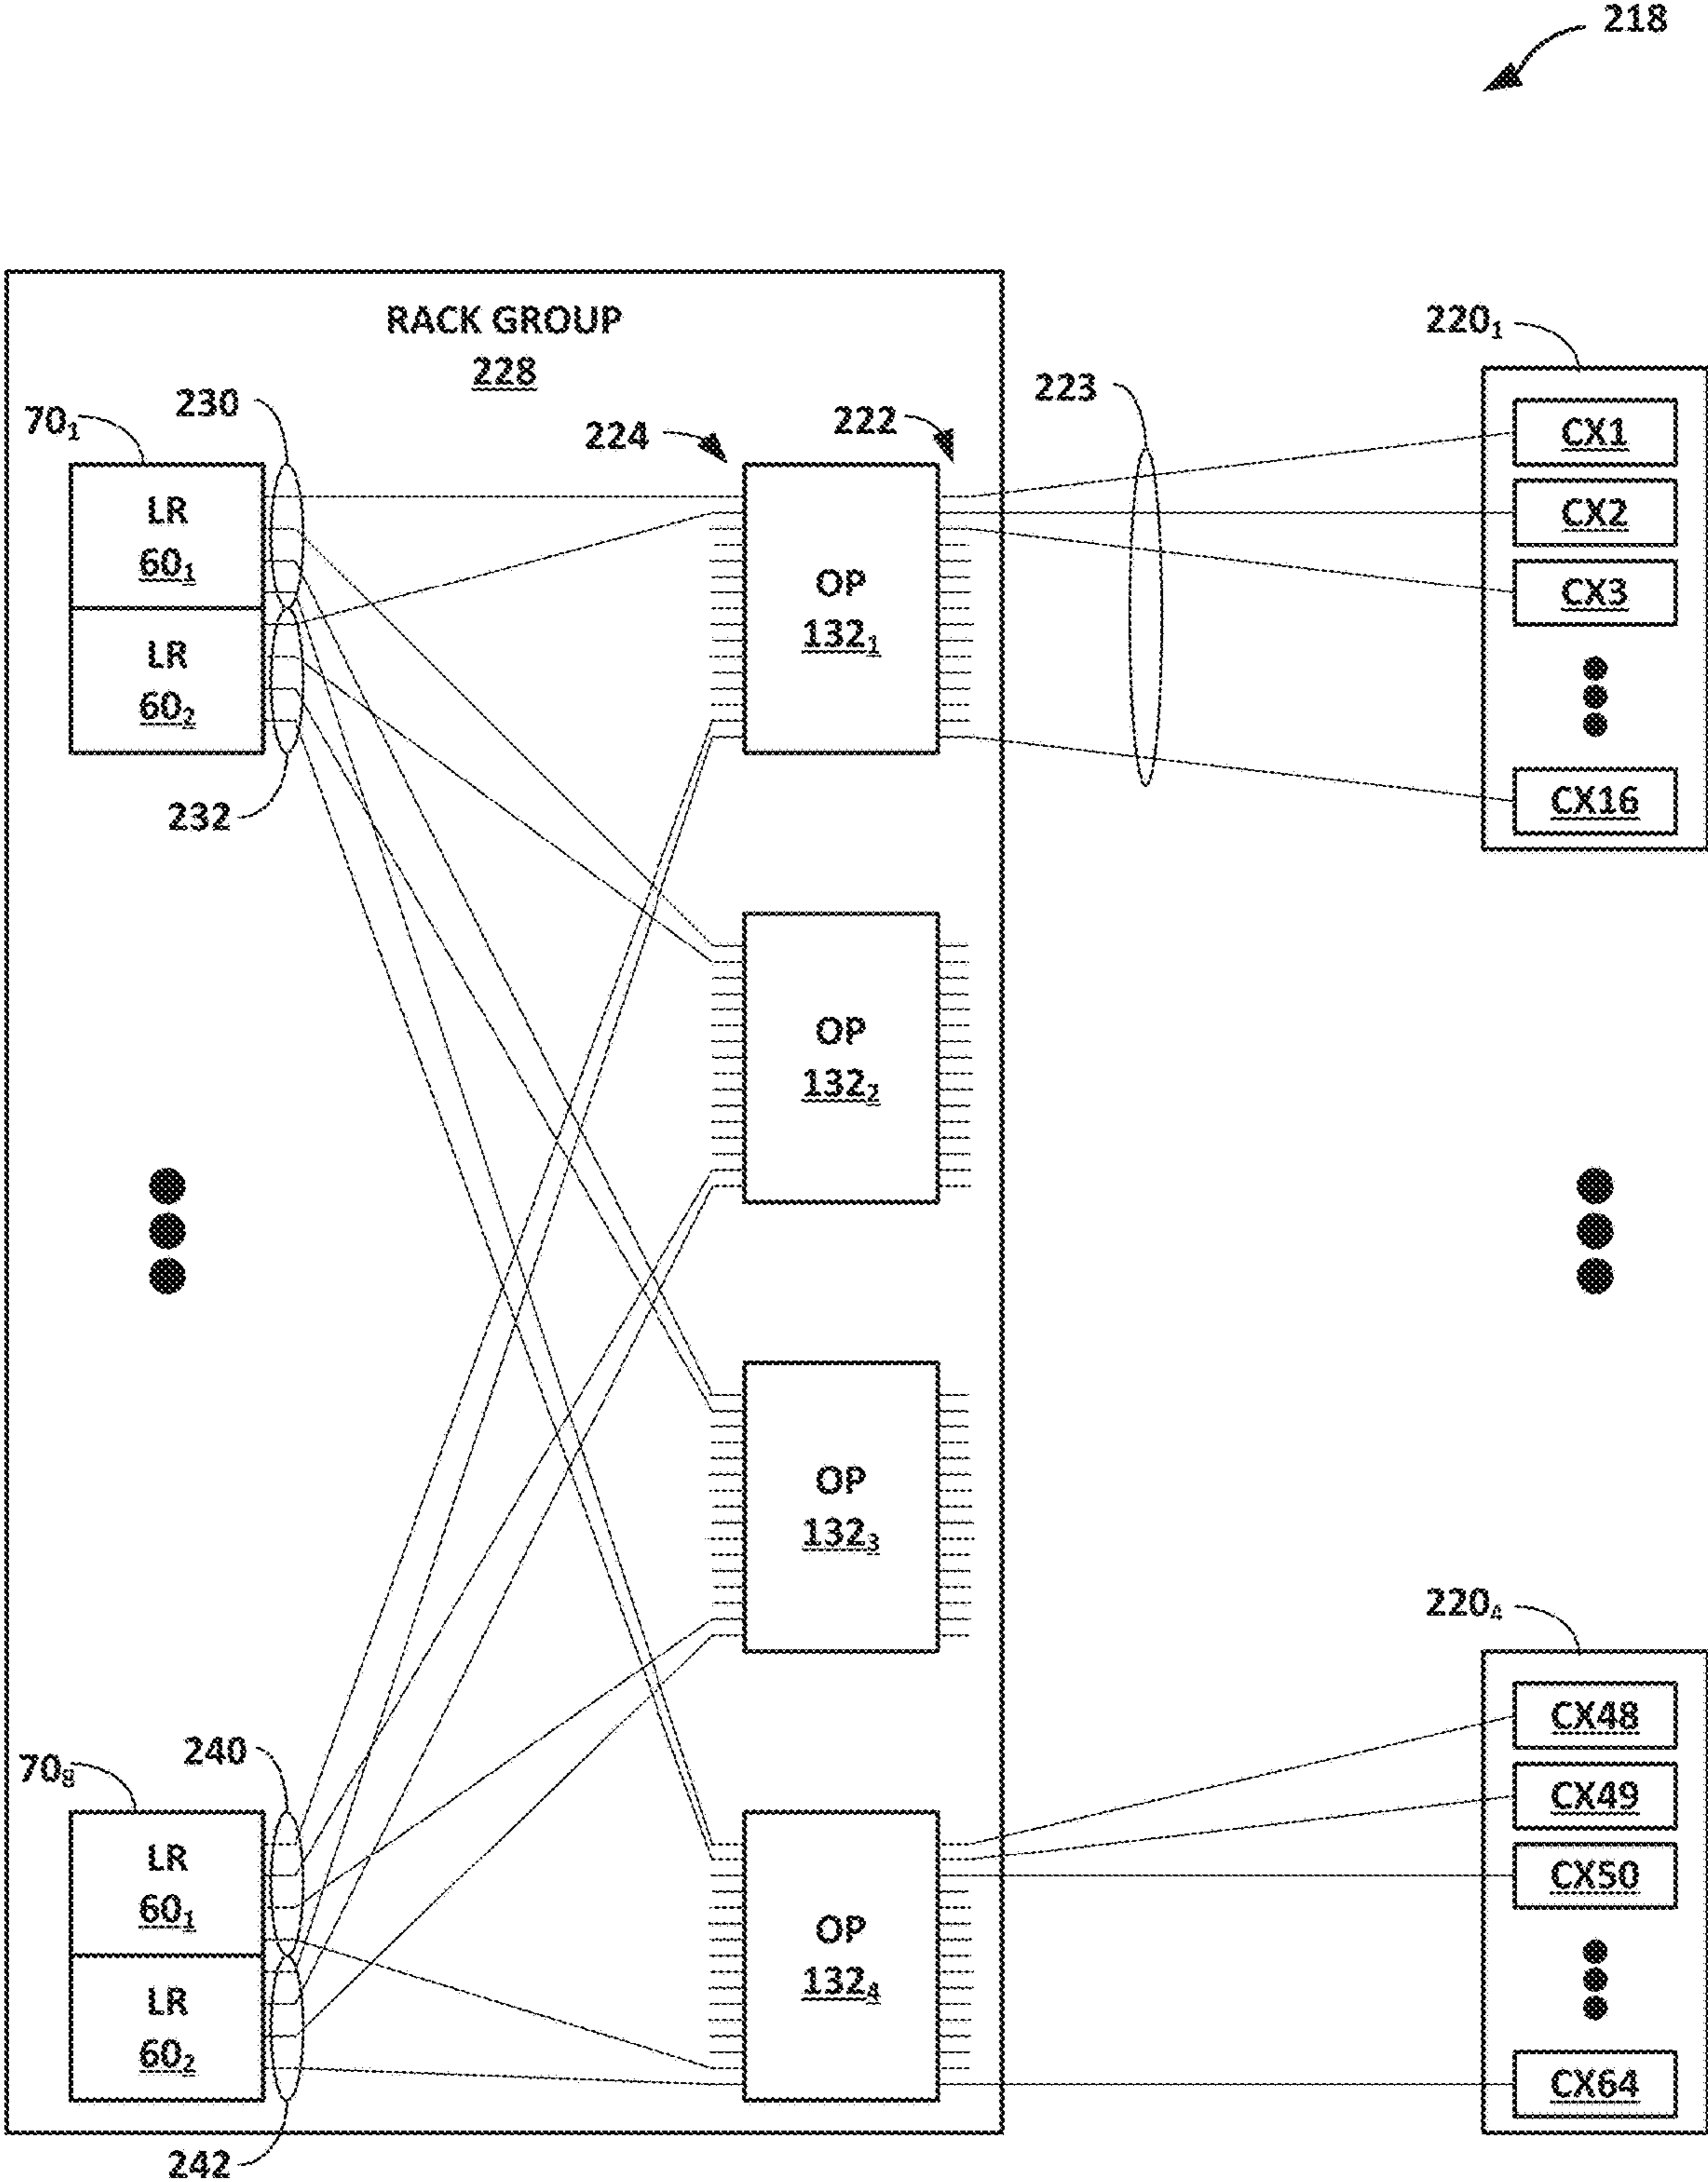 218
RACK GROUP
228
220₁
223
230
70₁
224
222
CX1
LR
60₁
CX2
OP
132₁
CX3
LR
60₂
232
CX16
OP
132₂
OP
132₃
220₄
CX48
240
70₈
CX49
LR
60₁
CX50
OP
132₄
LR
60₂
CX64
242